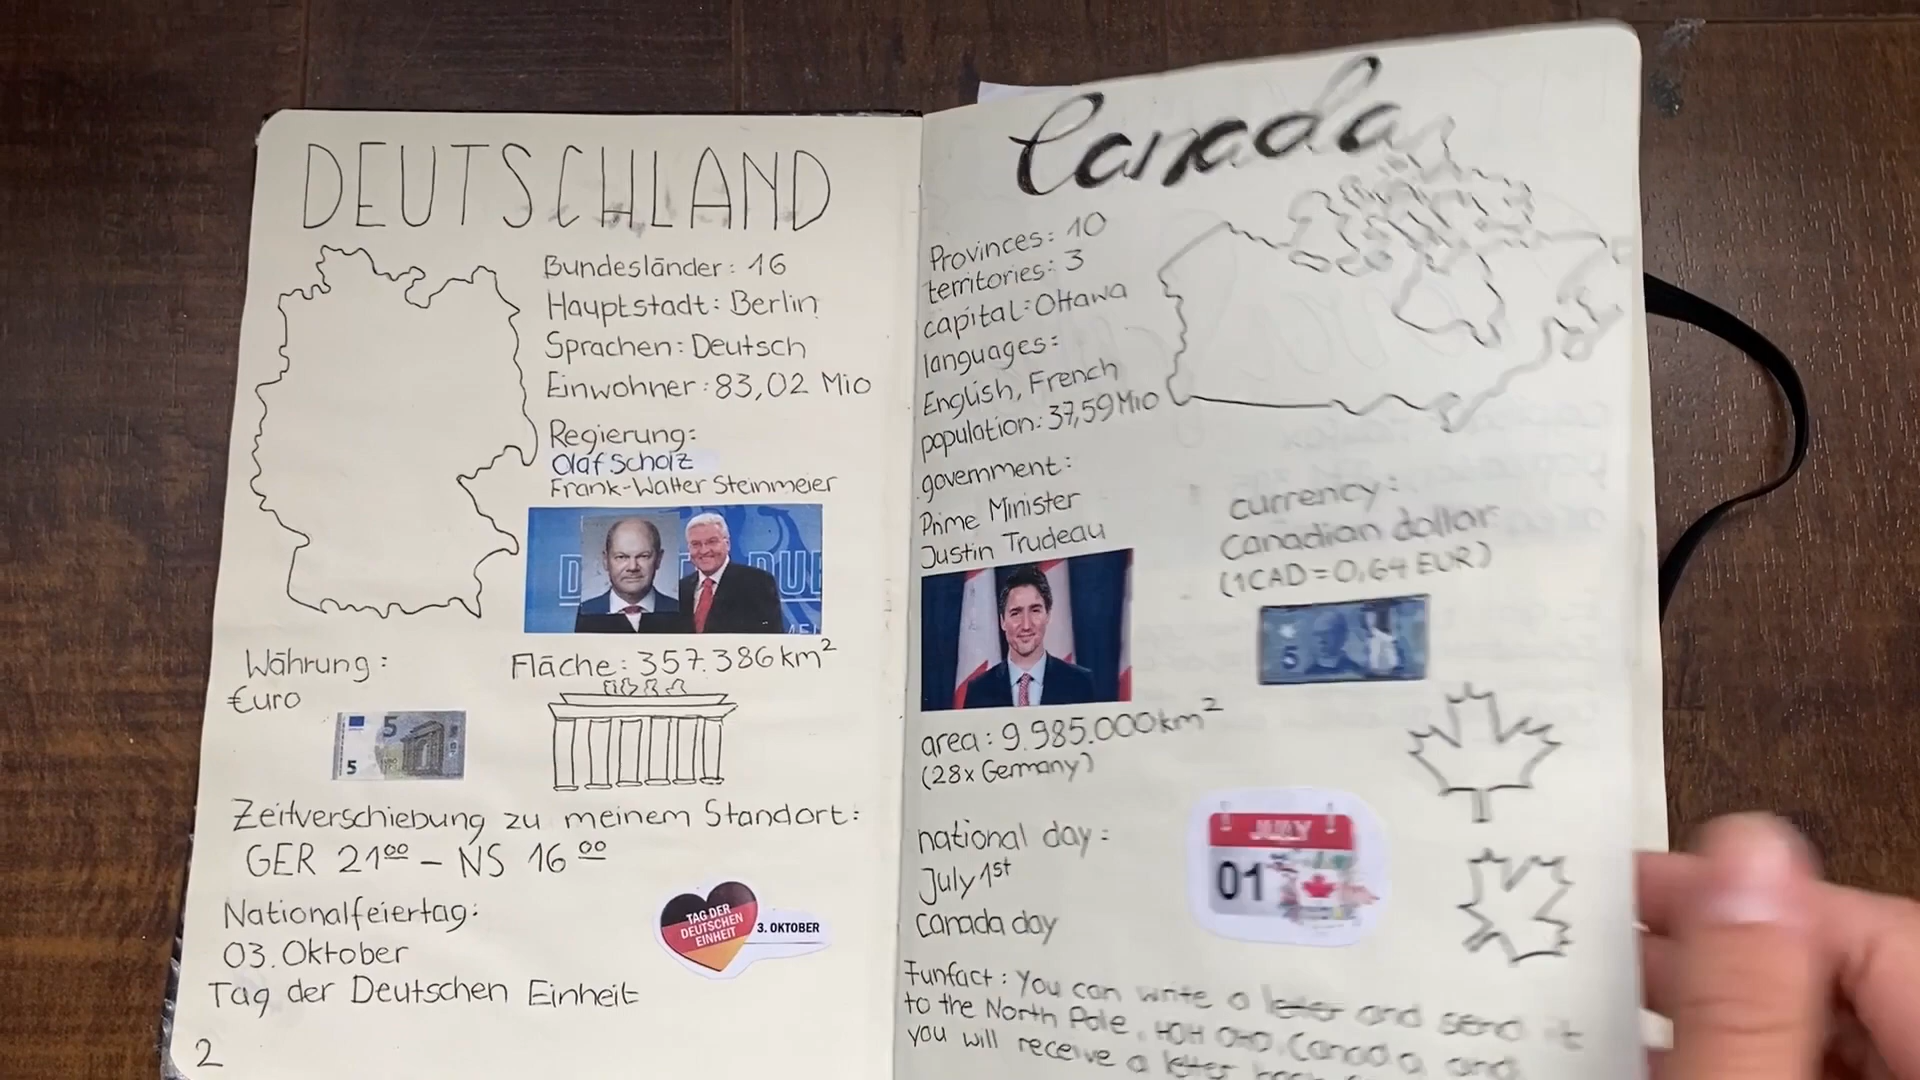 DEUTSCHLAND
Bundesländer: 16
Hauptstadt: Berlin
Sprachen: Deutsch
Einwohner: 83,02 Mio
Regierung:
Olaf Scholz
Frank-Walter Steinmeier
Währung:
€uro
5
5
Fläche: 357.386 km²
Zeitverschiebung zu meinem Standort:
GER 21⁰⁰ – NS 16⁰⁰
Nationalfeiertag:
03. Oktober
Tag der Deutschen Einheit
TAG DER
DEUTSCHEN
EINHEIT
3. OKTOBER
2
Canada
Provinces: 10
territories: 3
capital: Ottawa
languages:
English, French
population: 37,59 Mio
government:
Prime Minister
Justin Trudeau
currency:
Canadian dollar
(1CAD = 0,64 EUR)
5
area: 9.985.000 km²
(28x Germany)
national day:
July 1st
Canada day
JULY
01
Funfact: You can write a letter and send it
to the North Pole, HOH OHO, Canada, and
you will receive a letter back